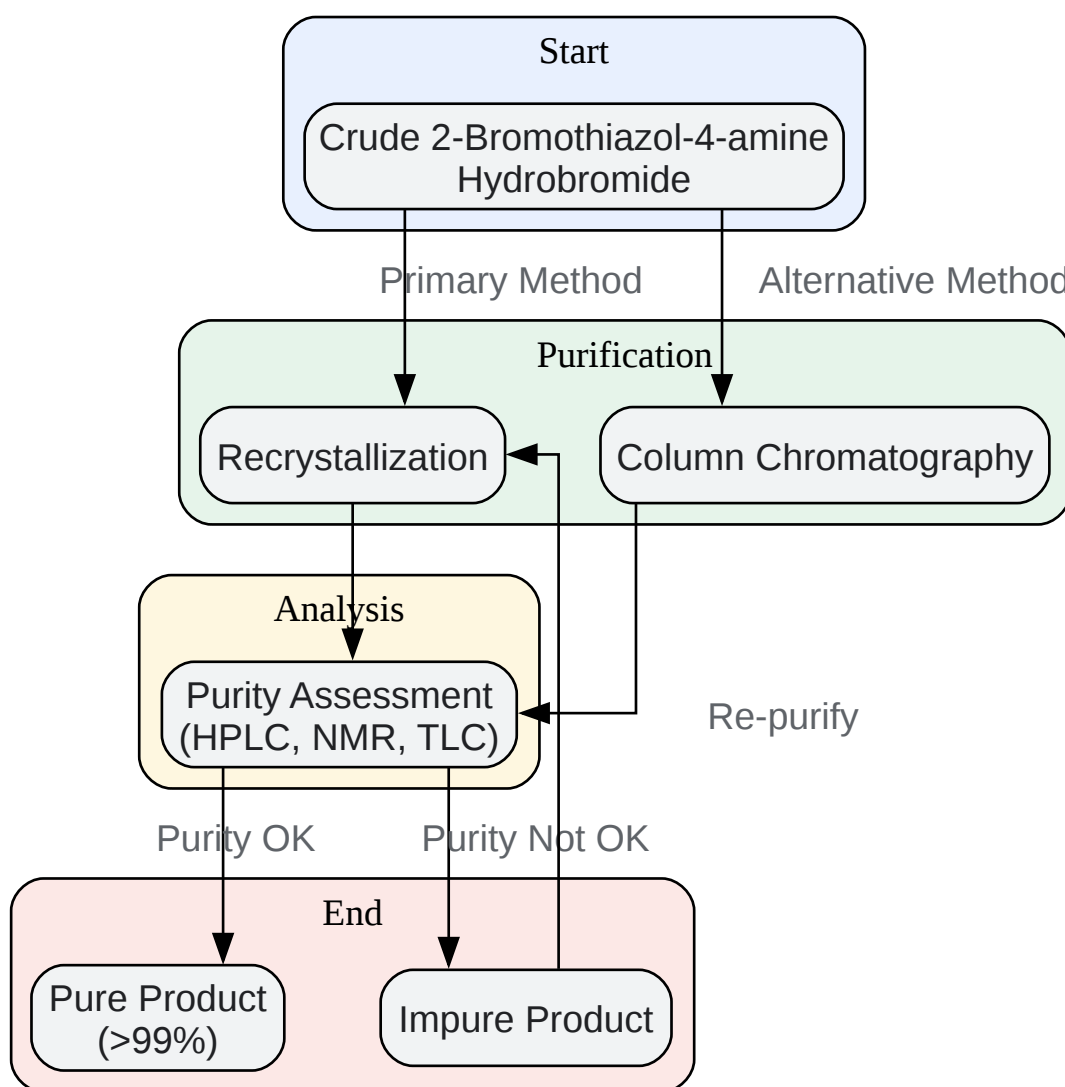 Start
Crude 2-Bromothiazol-4-amine
Hydrobromide
Primary Method
Alternative Method
Purification
Recrystallization
Column Chromatography
Analysis
Purity Assessment
(HPLC, NMR, TLC)
Re-purify
Purity OK
Purity Not OK
End
Pure Product
(>99%)
Impure Product